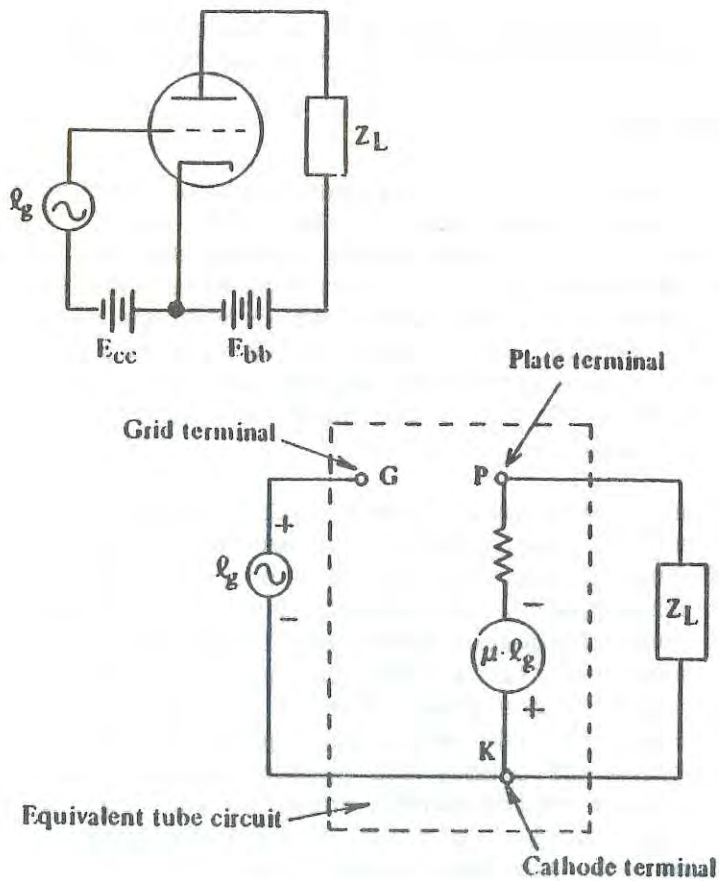 Z_L
ℓ_g
E_cc
E_bb
Plate terminal
Grid terminal
G
P
+
ℓ_g
-
-
μ·ℓ_g
+
Z_L
K
Equivalent tube circuit
Cathode terminal